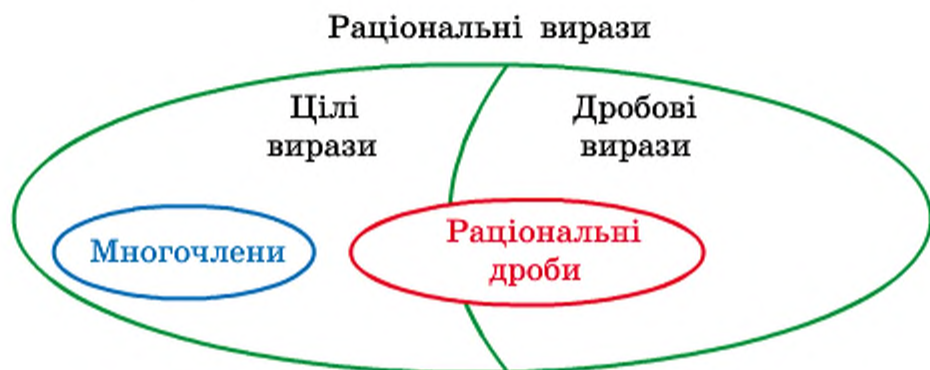 Раціональні вирази
Цілі
вирази
Дробові
вирази
Многочлени
Раціональні
дроби